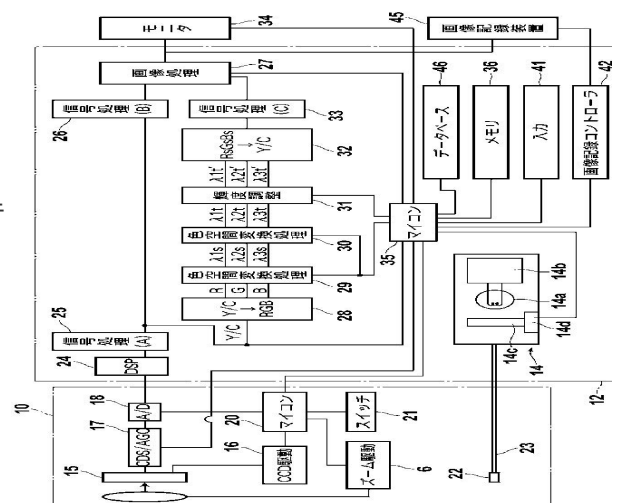 モニタ
34
画像記録装置
45
画像処理
27
信号処理 (B)
26
信号処理 (C)
33
RsGsBs
↓
Y/C
32
λ1t' λ2t' λ3t'
輝度調整
31
λ1t λ2t λ3t
色空間変換処理
30
λ1s λ2s λ3s
色空間変換処理
29
R G B
Y/C
↓
RGB
28
Y/C
データベース
46
メモリ
36
入力
41
画像記録コントローラ
42
マイコン
35
信号処理 (A)
25
DSP
24
14b
14a
14c
14d
14
12
10
A/D
18
CDS/AGC
17
15
マイコン
20
スイッチ
21
CCD駆動
16
ズーム駆動
6
23
22